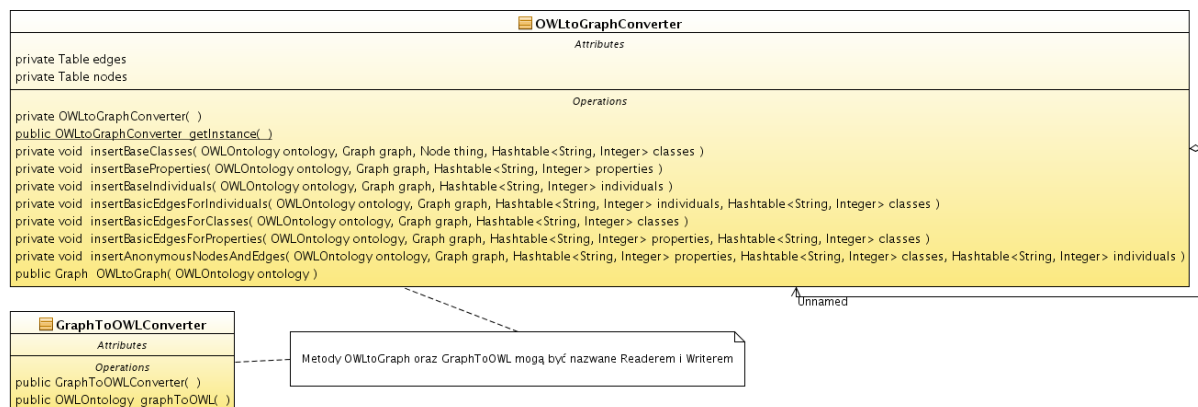 OWLtoGraphConverter
Attributes
private Table edges
private Table nodes
Operations
private OWLtoGraphConverter( )
public OWLtoGraphConverter getInstance( )
private void insertBaseClasses( OWLOntology ontology, Graph graph, Node thing, Hashtable<String, Integer> classes )
private void insertBaseProperties( OWLOntology ontology, Graph graph, Hashtable<String, Integer> properties )
private void insertBaseIndividuals( OWLOntology ontology, Graph graph, Hashtable<String, Integer> individuals )
private void insertBasicEdgesForIndividuals( OWLOntology ontology, Graph graph, Hashtable<String, Integer> individuals, Hashtable<String, Integer> classes )
private void insertBasicEdgesForClasses( OWLOntology ontology, Graph graph, Hashtable<String, Integer> classes )
private void insertBasicEdgesForProperties( OWLOntology ontology, Graph graph, Hashtable<String, Integer> properties, Hashtable<String, Integer> classes )
private void insertAnonymousNodesAndEdges( OWLOntology ontology, Graph graph, Hashtable<String, Integer> properties, Hashtable<String, Integer> classes, Hashtable<String, Integer> individuals )
public Graph OWLtoGraph( OWLOntology ontology )
Unnamed
GraphToOWLConverter
Attributes
Operations
public GraphToOWLConverter( )
public OWLOntology graphToOWL( )
Metody OWLtoGraph oraz GraphToOWL mogą być nazwane Readerem i Writerem